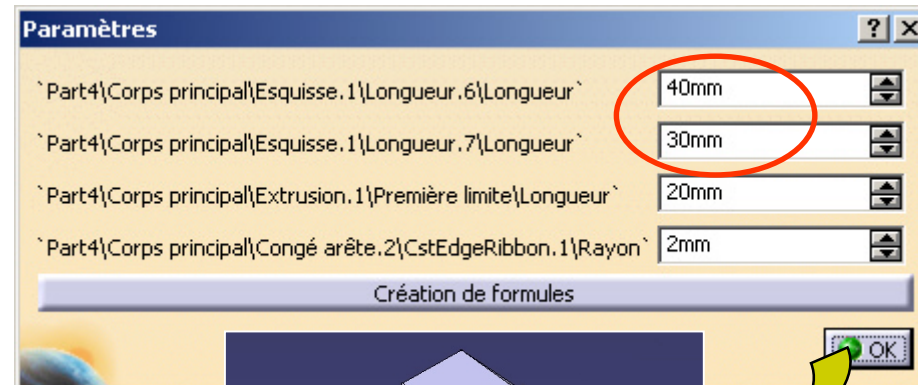 Paramètres ? X
`Part4\Corps principal\Esquisse.1\Longueur.6\Longueur` 40mm
`Part4\Corps principal\Esquisse.1\Longueur.7\Longueur` 30mm
`Part4\Corps principal\Extrusion.1\Première limite\Longueur` 20mm
`Part4\Corps principal\Congé arête.2\CstEdgeRibbon.1\Rayon` 2mm
Création de formules
OK